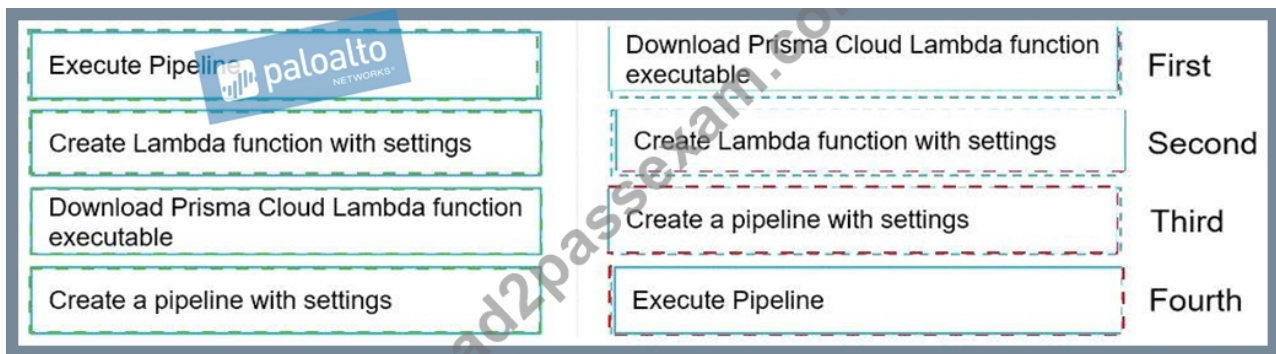 Execute Pipeline
paloalto
NETWORKS
Create Lambda function with settings
Download Prisma Cloud Lambda function
executable
Create a pipeline with settings
Download Prisma Cloud Lambda function
executable
First
Create Lambda function with settings
Second
Create a pipeline with settings
Third
Execute Pipeline
Fourth
ad2passexam.co